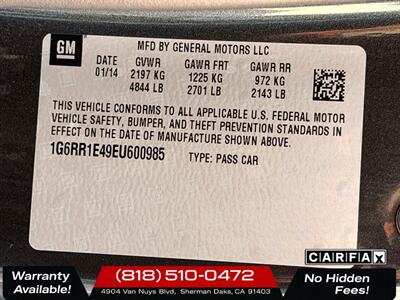 GM
MFD BY GENERAL MOTORS LLC
DATE GVWR GAWR FRT GAWR RR
01/14 2197 KG 1225 KG 972 KG
4844 LB 2701 LB 2143 LB
THIS VEHICLE CONFORMS TO ALL APPLICABLE U.S. FEDERAL MOTOR
VEHICLE SAFETY, BUMPER, AND THEFT PREVENTION STANDARDS IN
EFFECT ON THE DATE OF MANUFACTURE SHOWN ABOVE.
1G6RR1E49EU600985 TYPE: PASS CAR
Warranty
Available!
(818) 510-0472
4904 Van Nuys Blvd, Sherman Oaks, CA 91403
CARFAX
No Hidden
Fees!